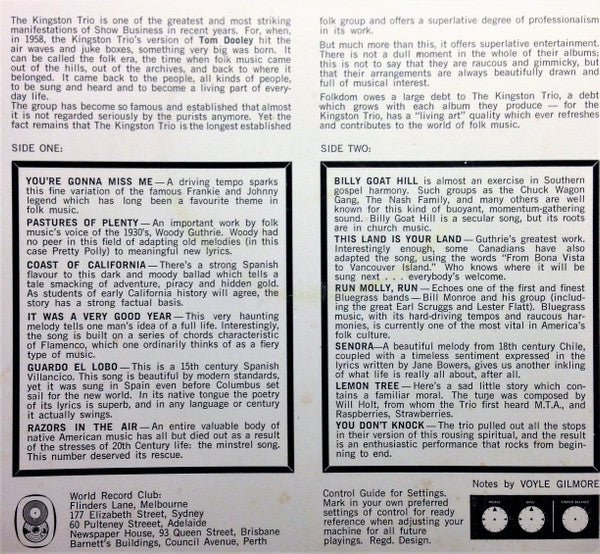 The Kingston Trio is one of the greatest and most striking
manifestations of Show Business in recent years. For, when,
in 1958, the Kingston Trio's version of Tom Dooley hit the
air waves and juke boxes, something very big was born. It
can be called the folk era, the time when folk music came
out of the hills, out of the archives, and back to where it
belonged. It came back to the people, all kinds of people,
to be sung and heard and to become a living part of every-
day life.
The group has become so famous and established that almost
it is not regarded seriously by the purists anymore. Yet the
fact remains that The Kingston Trio is the longest established
folk group and offers a superlative degree of professionalism
in its work.
But much more than this, it offers superlative entertainment.
There is not a dull moment in the whole of their albums;
this is not to say that they are raucous and gimmicky, but
that their arrangements are always beautifully drawn and
full of musical interest.
Folkdom owes a large debt to The Kingston Trio, a debt
which grows with each album they produce — for the
Kingston Trio, has a "living art" quality which ever refreshes
and contributes to the world of folk music.
SIDE ONE:
YOU'RE GONNA MISS ME — A driving tempo sparks
this fine variation of the famous Frankie and Johnny
legend which has long been a favourite theme in
folk music.
PASTURES OF PLENTY — An important work by folk
music's voice of the 1930's, Woody Guthrie. Woody had
no peer in this field of adapting old melodies (in this
case Pretty Polly) to meaningful new lyrics.
COAST OF CALIFORNIA — There's a strong Spanish
flavour to this dark and moody ballad which tells a
tale smacking of adventure, piracy and hidden gold.
As students of early California history will agree, the
story has a strong factual basis.
IT WAS A VERY GOOD YEAR — This very haunting
melody tells one man's idea of a full life. Interestingly,
the song is built on a series of chords characteristic
of Flamenco, which one ordinarily thinks of as a fiery
type of music.
GUARDO EL LOBO — This is a 15th century Spanish
Villancico. This song is beautiful by modern standards,
yet it was sung in Spain even before Columbus set
sail for the new world. In its native tongue the poetry
of its lyrics is superb, and in any language or century
it actually swings.
RAZORS IN THE AIR — An entire valuable body of
native American music has all but died out as a result
of the stresses of 20th Century life: the minstrel song.
This number deserved its rescue.
SIDE TWO:
BILLY GOAT HILL is almost an exercise in Southern
gospel harmony. Such groups as the Chuck Wagon
Gang, The Nash Family, and many others are well
known for this kind of buoyant, momentum-gathering
sound. Billy Goat Hill is a secular song, but its roots
are in church music.
THIS LAND IS YOUR LAND — Guthrie's greatest work.
Interestingly enough, some Canadians have also
adapted the song, using the words "From Bona Vista
to Vancouver Island." Who knows where it will be
sung next . . . everybody's welcome.
RUN MOLLY, RUN — Echoes one of the first and finest
Bluegrass bands — Bill Monroe and his group (includ-
ing the great Earl Scruggs and Lester Flatt). Bluegrass
music, with its hard-driving tempos and raucous har-
monies, is currently one of the most vital in America's
folk culture.
SENORA — A beautiful melody from 18th century Chile,
coupled with a timeless sentiment expressed in the
lyrics written by Jane Bowers, gives us another inkling
of what life is really all about, after all.
LEMON TREE — Here's a sad little story which con-
tains a familiar moral. The tune was composed by
Will Holt, from whom the Trio first heard M.T.A., and
Raspberries, Strawberries.
YOU DON'T KNOCK — The trio pulled out all the stops
in their version of this rousing spiritual, and the result
is an enthusiastic performance that rocks from begin-
ning to end.
Notes by VOYLE GILMORE
World Record Club:
Flinders Lane, Melbourne
177 Elizabeth Street, Sydney
60 Pulteney Streeet, Adelaide
Newspaper House, 93 Queen Street, Brisbane
Barnett's Buildings, Council Avenue, Perth
Control Guide for Settings.
Mark in your own preferred
settings of control for ready
reference when adjusting your
machine for all future
playings. Regd. Design.